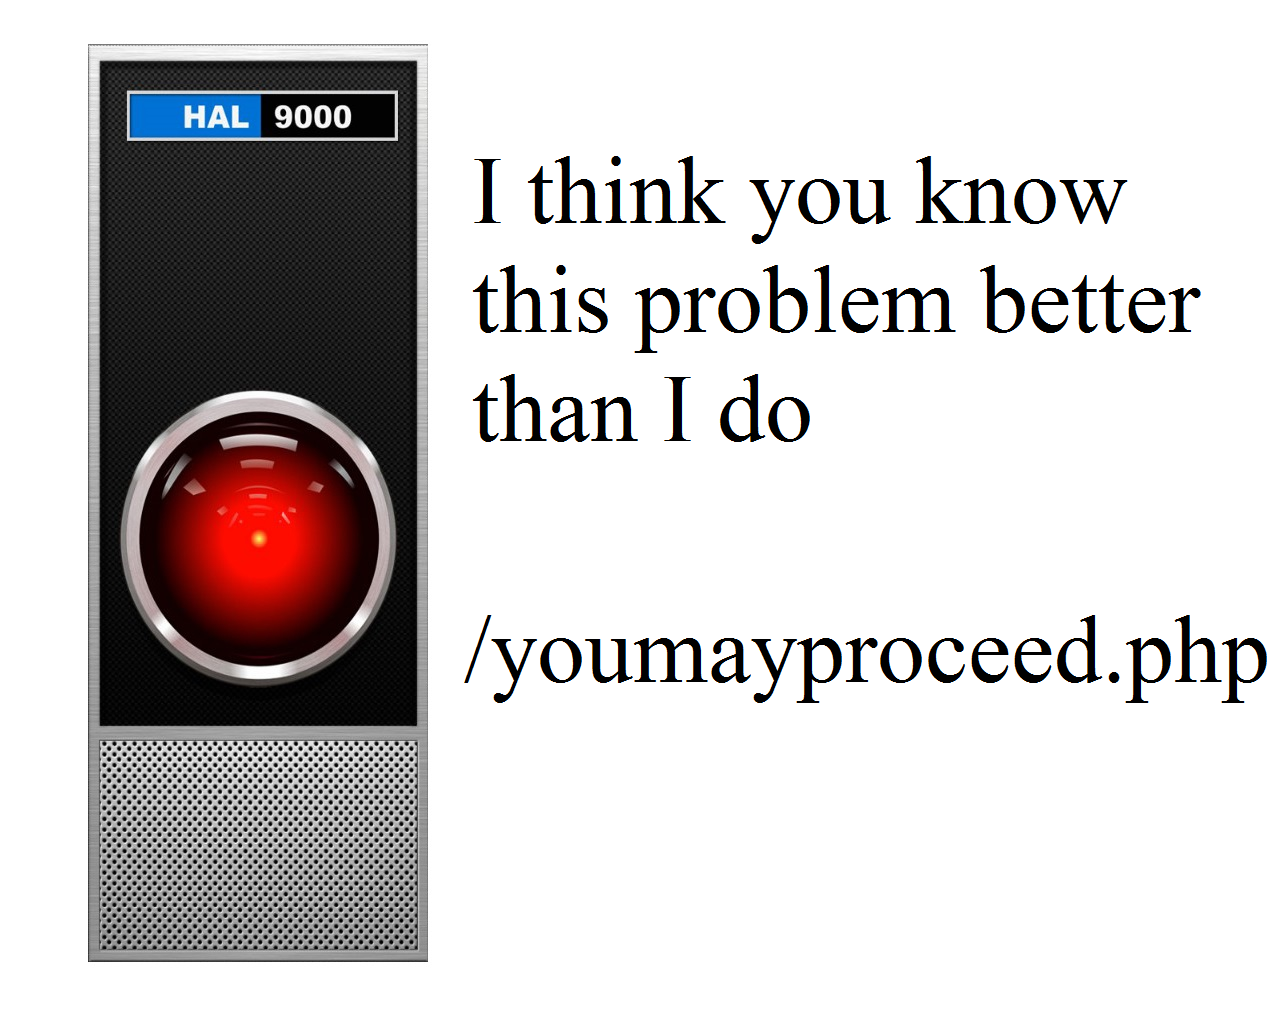 HAL 9000
I think you know
this problem better
than I do
/youmayproceed.php